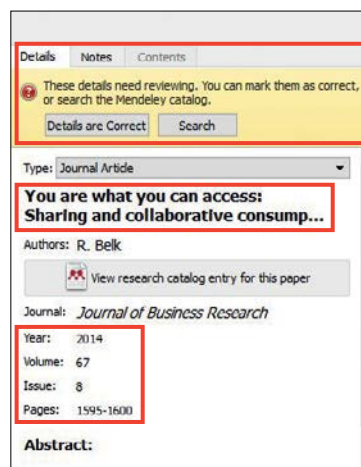 Details Notes Contents
These details need reviewing. You can mark them as correct,
or search the Mendeley catalog.
Details are Correct Search
Type: Journal Article
You are what you can access:
Sharing and collaborative consump...
Authors: R. Belk
View research catalog entry for this paper
Journal: Journal of Business Research
Year: 2014
Volume: 67
Issue: 8
Pages: 1595-1600
Abstract: